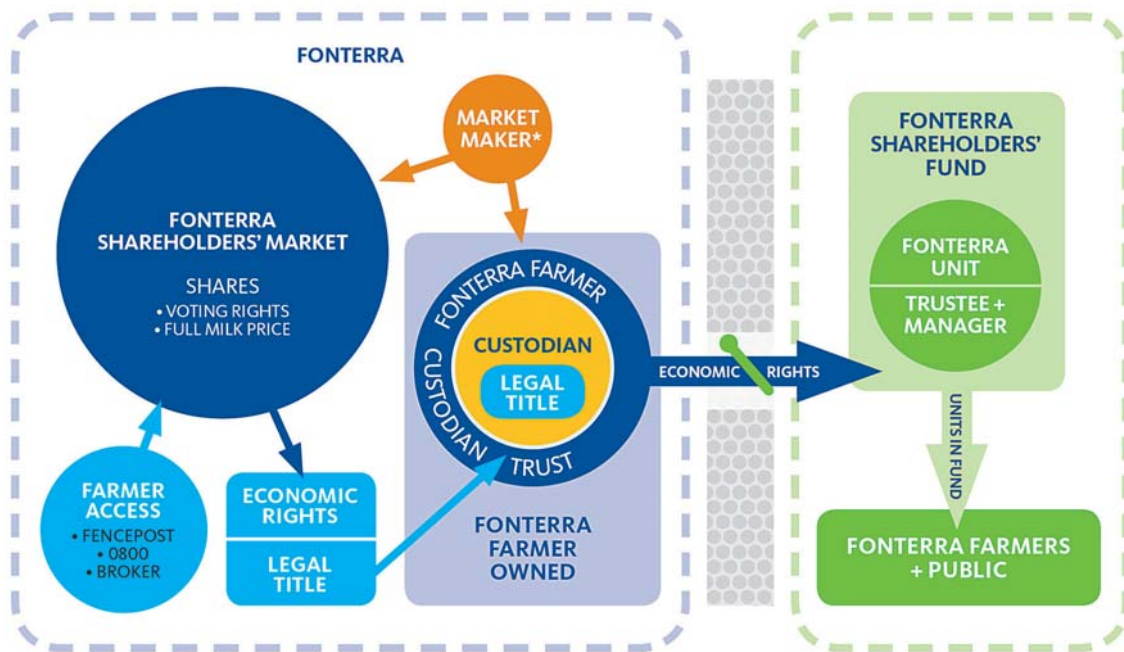 FONTERRA
MARKET
MAKER*
FONTERRA
SHAREHOLDERS' MARKET
SHARES
• VOTING RIGHTS
• FULL MILK PRICE
FARMER
ACCESS
• FENCEPOST
• 0800
• BROKER
ECONOMIC
RIGHTS
LEGAL
TITLE
FONTERRA FARMER
CUSTODIAN TRUST
CUSTODIAN
LEGAL
TITLE
FONTERRA
FARMER
OWNED
ECONOMIC RIGHTS
FONTERRA
SHAREHOLDERS'
FUND
FONTERRA
UNIT
TRUSTEE +
MANAGER
UNITS IN FUND
FONTERRA FARMERS
+ PUBLIC